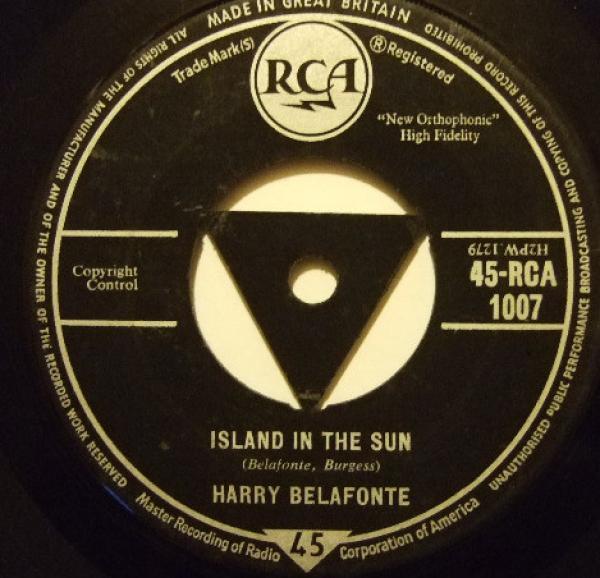 MADE IN GREAT BRITAIN
ALL RIGHTS OF THE MANUFACTURER AND OF THE OWNER OF THE RECORDED WORK RESERVED
UNAUTHORISED PUBLIC PERFORMANCE BROADCASTING AND COPYING OF THIS RECORD PROHIBITED
Trade Mark(s)
RCA
®Registered
"New Orthophonic"
High Fidelity
Copyright
Control
H2PW.1279
45-RCA
1007
ISLAND IN THE SUN
(Belafonte, Burgess)
HARRY BELAFONTE
Master Recording of Radio 45 Corporation of America